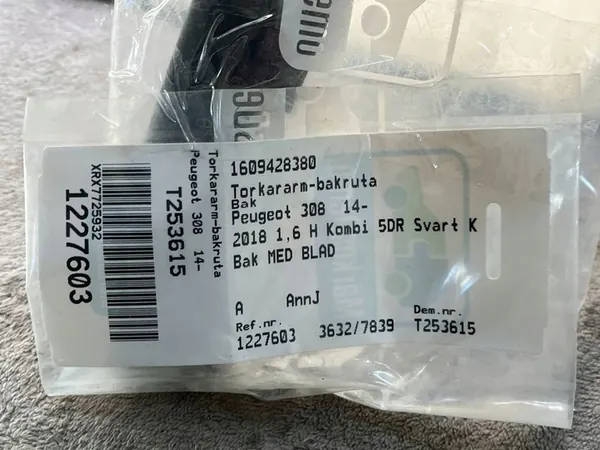 1609428380
Torkararm-bakruta
Bak
Peugeot 308 14-
2018 1,6 H Kombi 5DR Svart K
Bak MED BLAD
A AnnJ
Ref.nr. Dem.nr.
1227603 3632/7839 T253615
Torkararm-bakruta
Peugeot 308 14-
T253615
XRX7725932
1227603